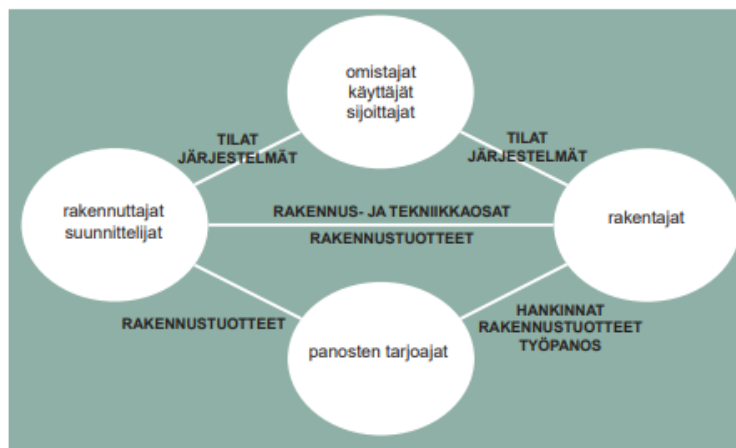 omistajat
käyttäjät
sijoittajat
TILAT
JÄRJESTELMÄT
TILAT
JÄRJESTELMÄT
rakennuttajat
suunnittelijat
RAKENNUS- JA TEKNIIKKAOSAT
RAKENNUSTUOTTEET
rakentajat
RAKENNUSTUOTTEET
HANKINNAT
RAKENNUSTUOTTEET
TYÖPANOS
panosten tarjoajat